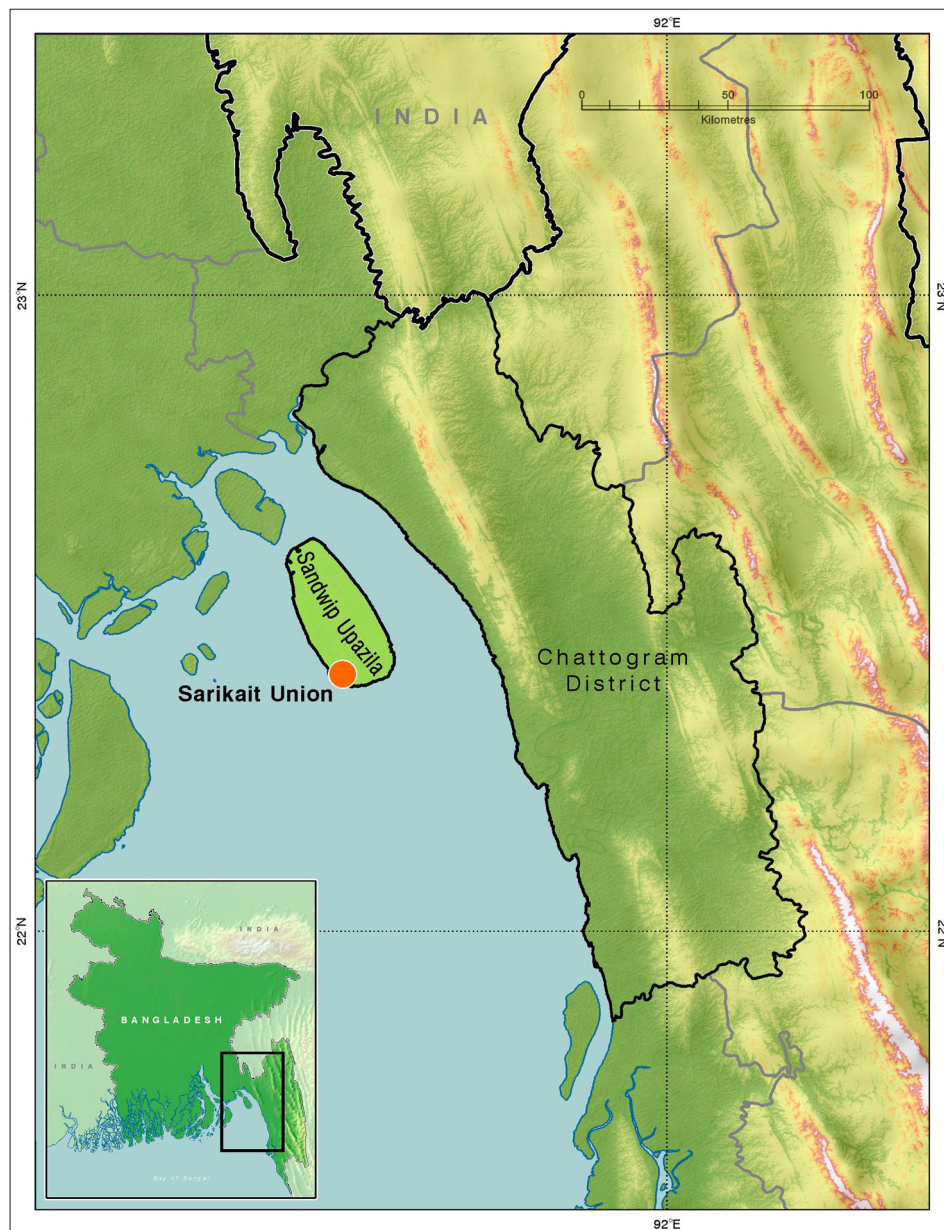 92°E
INDIA
0 50 100
Kilometres
23°N
23°N
Sandwip Upazila
Chattogram
District
Sarikait Union
22°N
22°N
INDIA
BANGLADESH
INDIA
Bay of Bengal
92°E